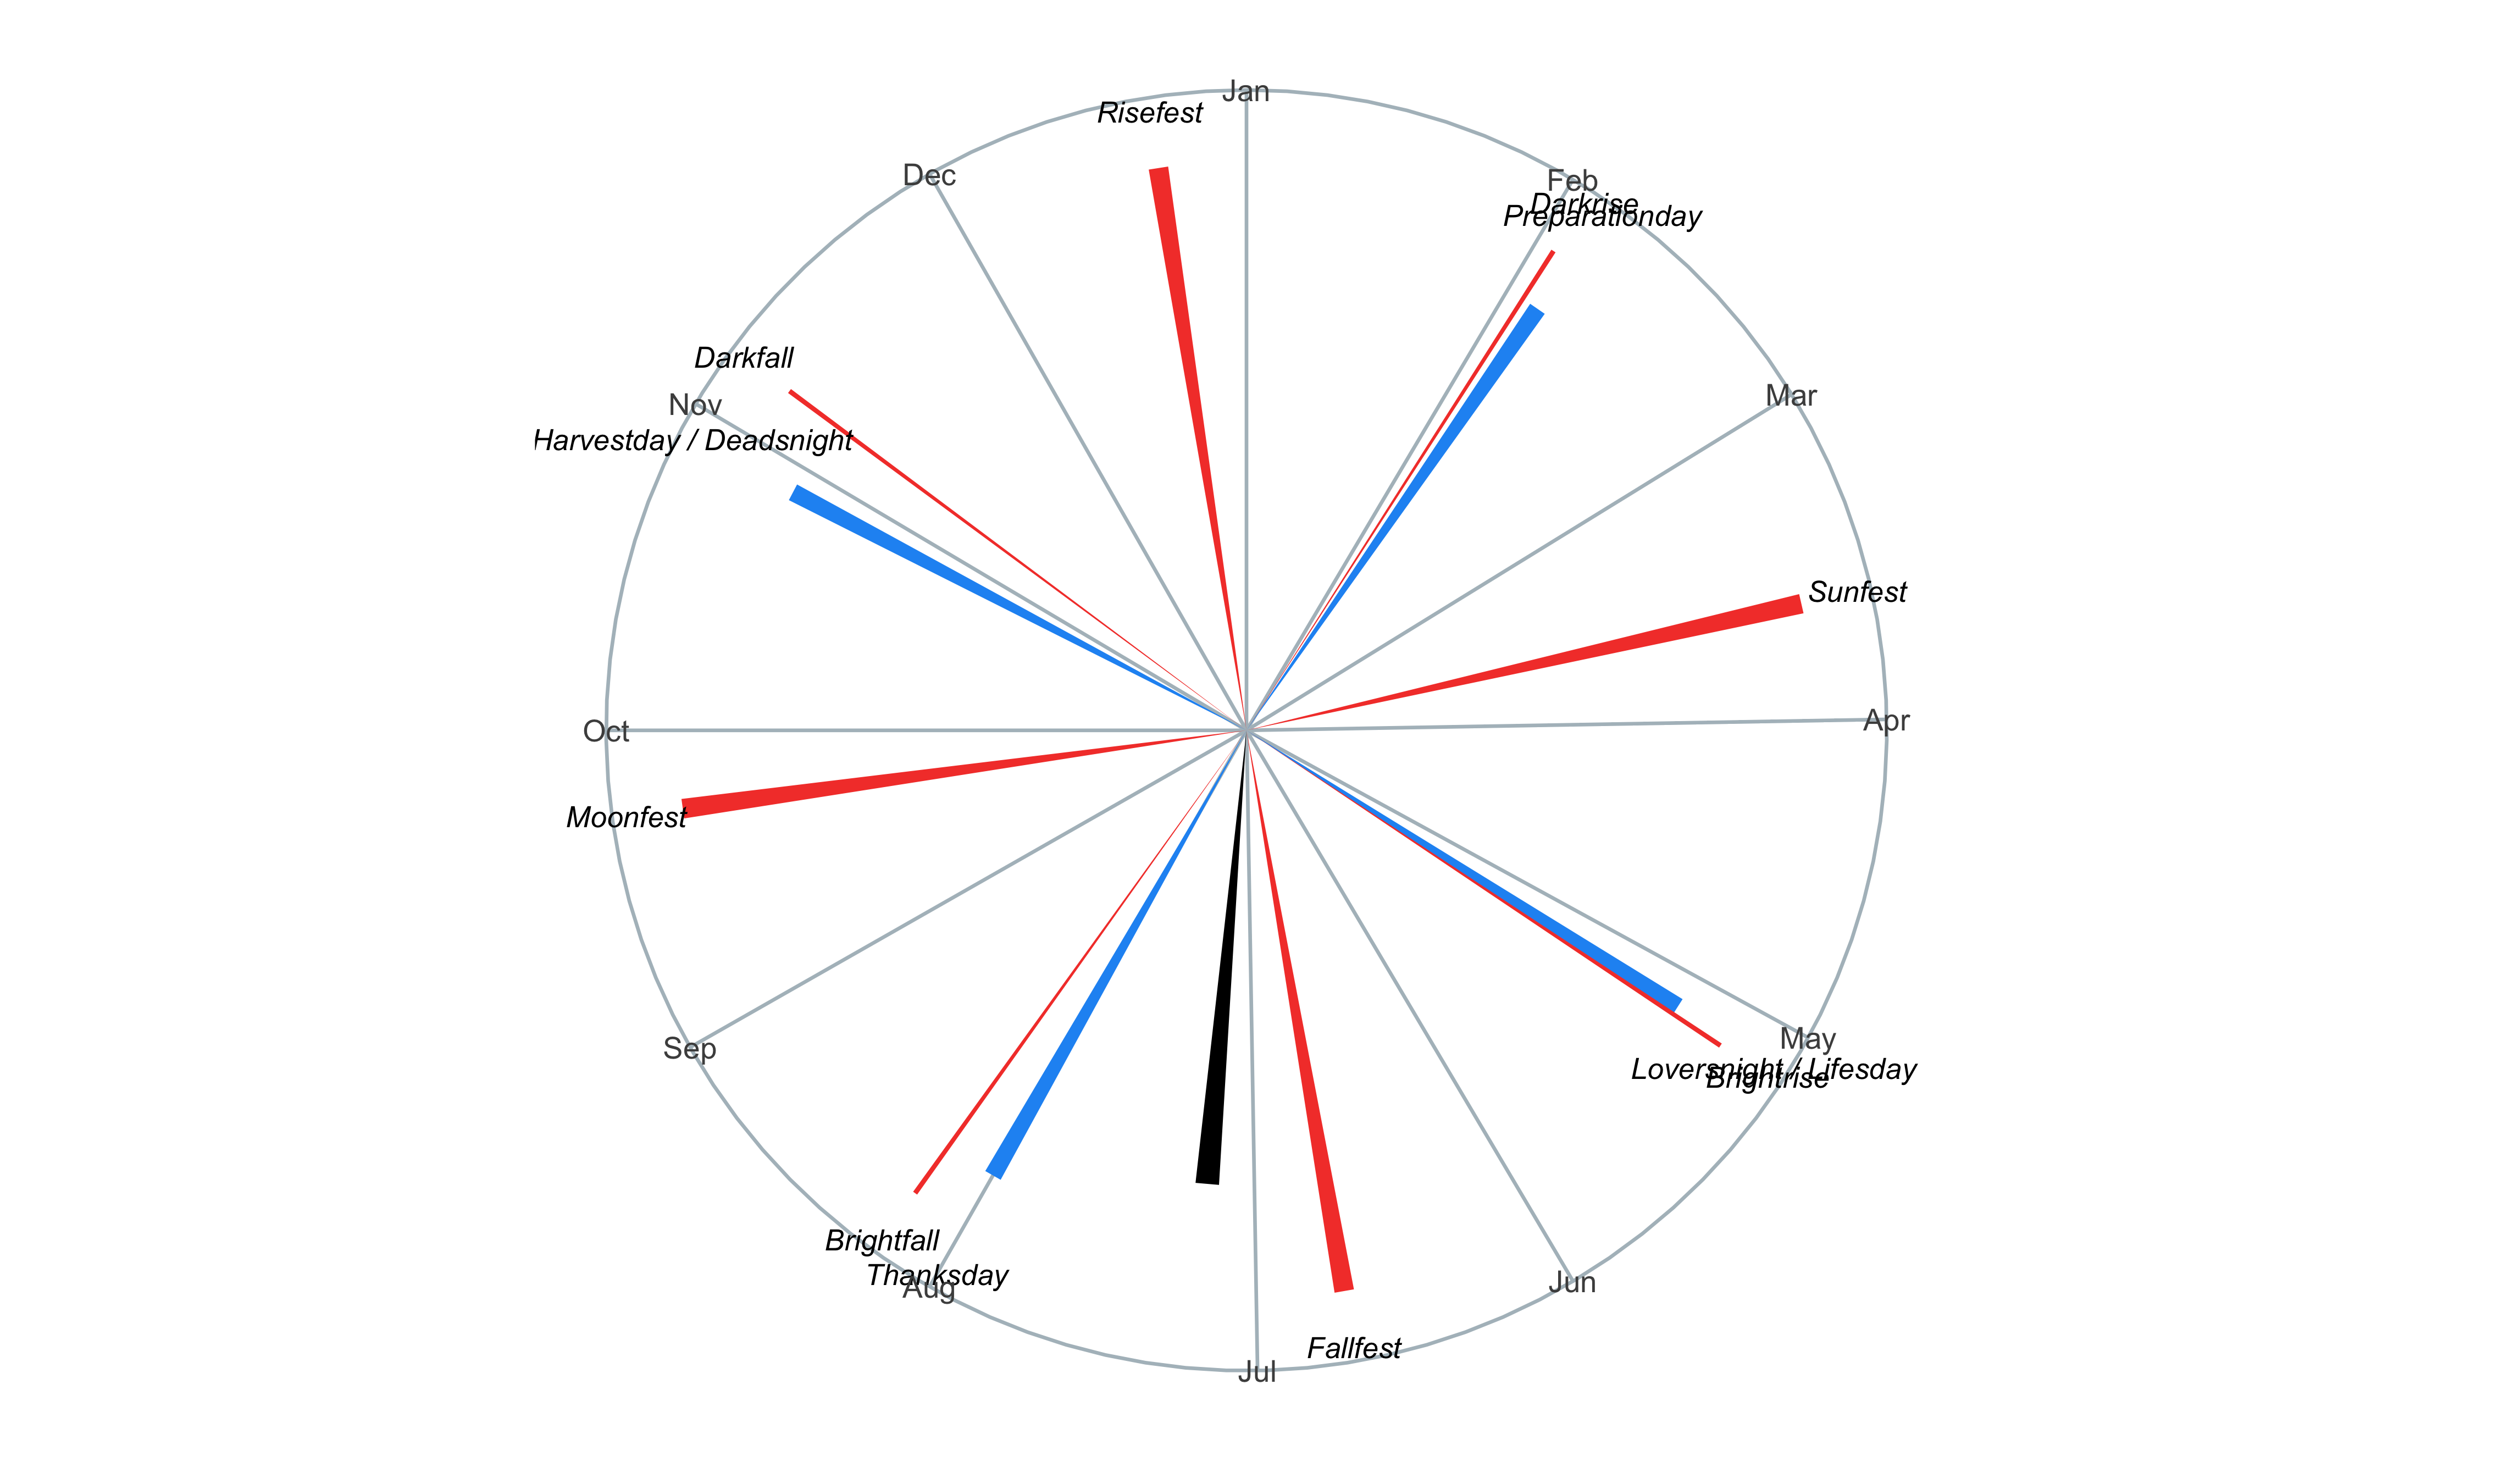 Jan
Risefest
Dec
Feb
Darkrise
Preparationday
Darkfall
Mar
Nov
Harvestday / Deadsnight
Sunfest
Apr
Oct
Moonfest
May
Sep
Loversnight / Lifesday
Brightrise
Brightfall
Thanksday
Aug
Jun
Fallfest
Jul